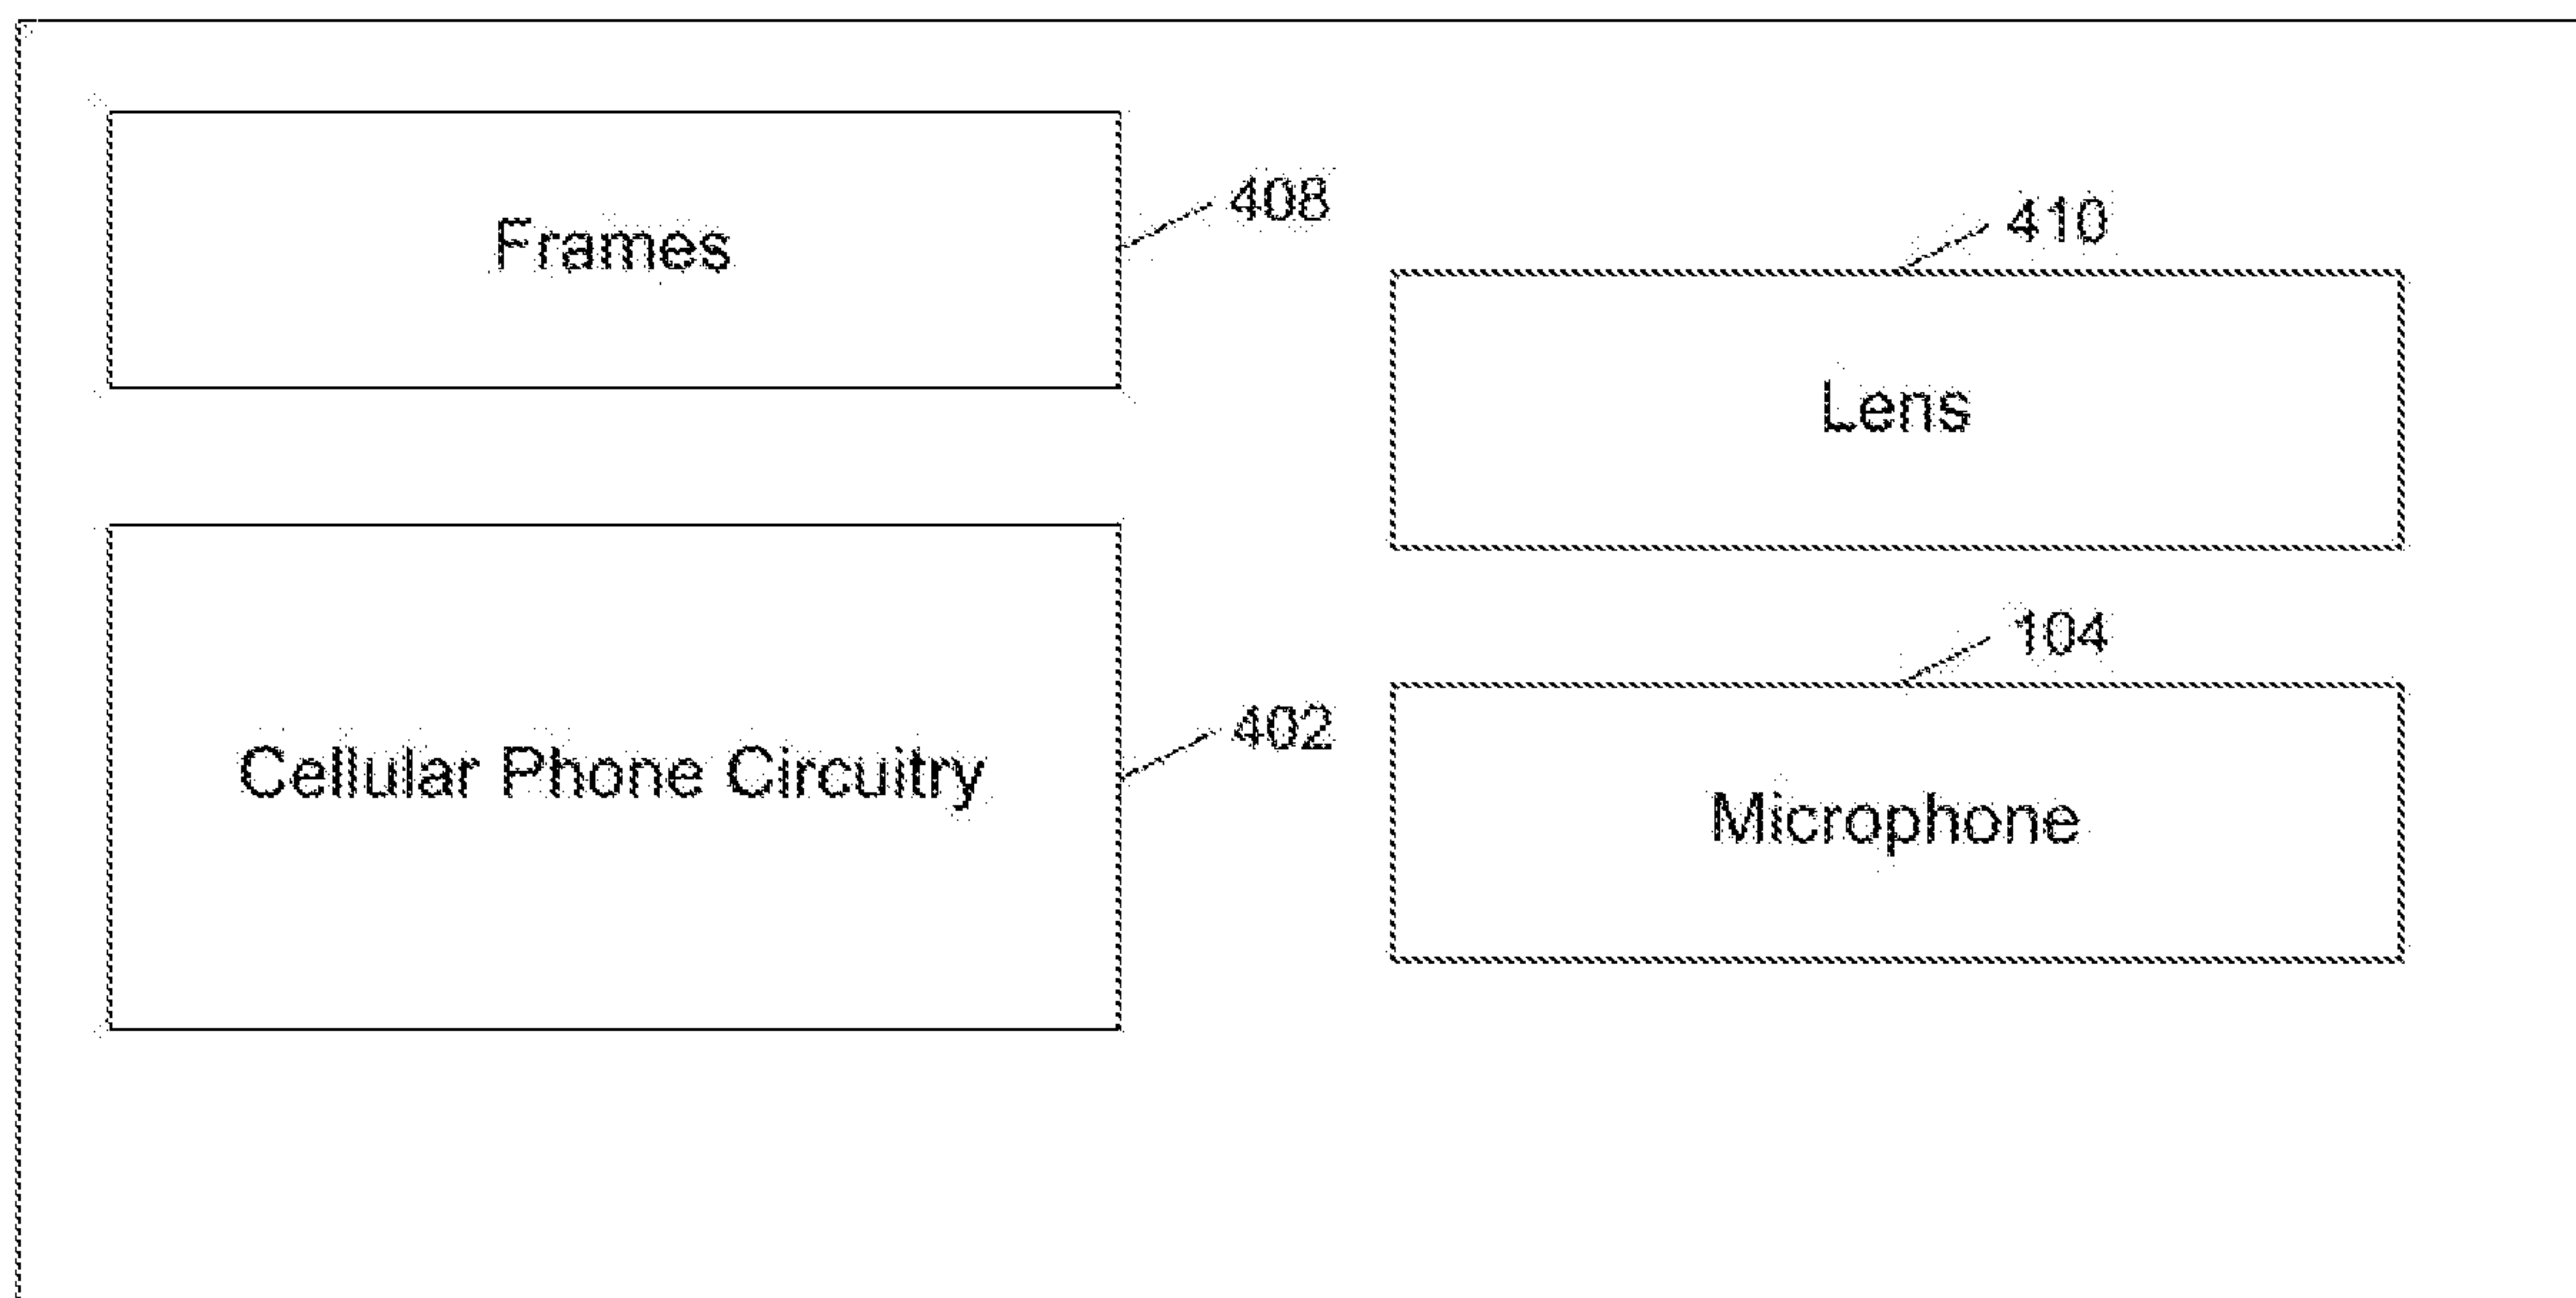 Frames
408
410
Lens
Cellular Phone Circuitry
402
104
Microphone